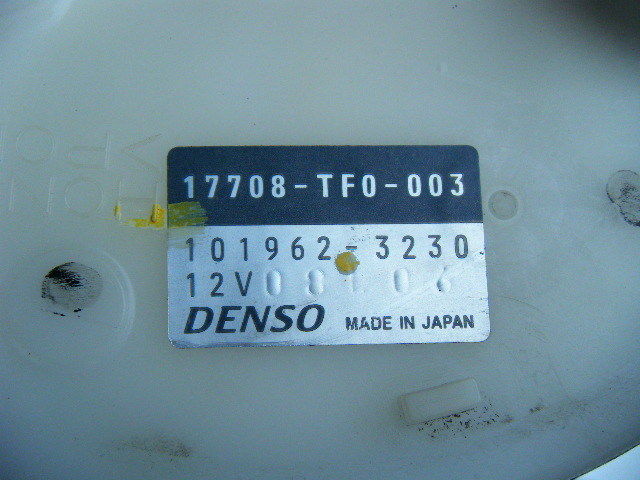 17708-TF0-003
101962-3230
12V
DENSO MADE IN JAPAN